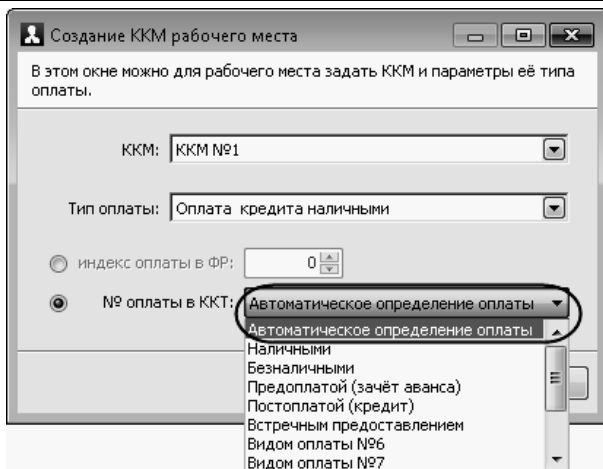 Создание ККМ рабочего места
В этом окне можно для рабочего места задать ККМ и параметры её типа
оплаты.
ККМ: ККМ №1
Тип оплаты: Оплата кредита наличными
индекс оплаты в ФР: 0
№ оплаты в ККТ: Автоматическое определение оплаты
Автоматическое определение оплаты
Наличными
Безналичными
Предоплатой (зачёт аванса)
Постоплатой (кредит)
Встречным предоставлением
Видом оплаты №6
Видом оплаты №7